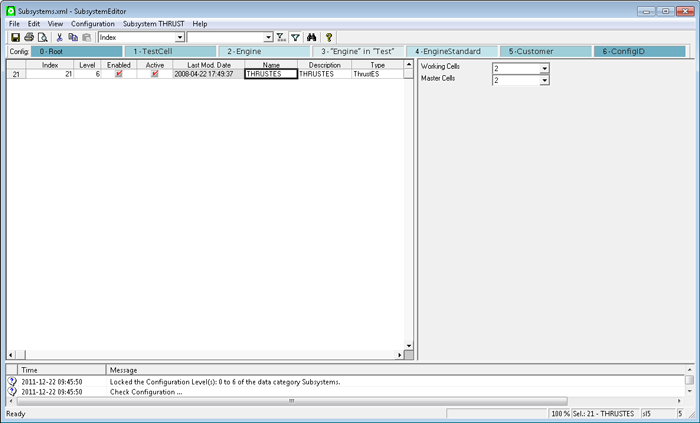 Subsystems.xml - SubsystemEditor
File Edit View Configuration Subsystem THRUST Help
Index
Config: 0 - Root 1 - TestCell 2 - Engine 3 - "Engine" in "Test" 4 - EngineStandard 5 - Customer 6 - ConfigID
Index Level Enabled Active Last Mod. Date Name Description Type
21 21 6 2008-04-22 17:49:37 THRUSTES THRUSTES ThrustES
Working Cells 2
Master Cells 2
Time Message
2011-12-22 09:45:50 Locked the Configuration Level(s): 0 to 6 of the data category Subsystems.
2011-12-22 09:45:50 Check Configuration ...
Ready 100 % Sel.: 21 - THRUSTES sl5 5